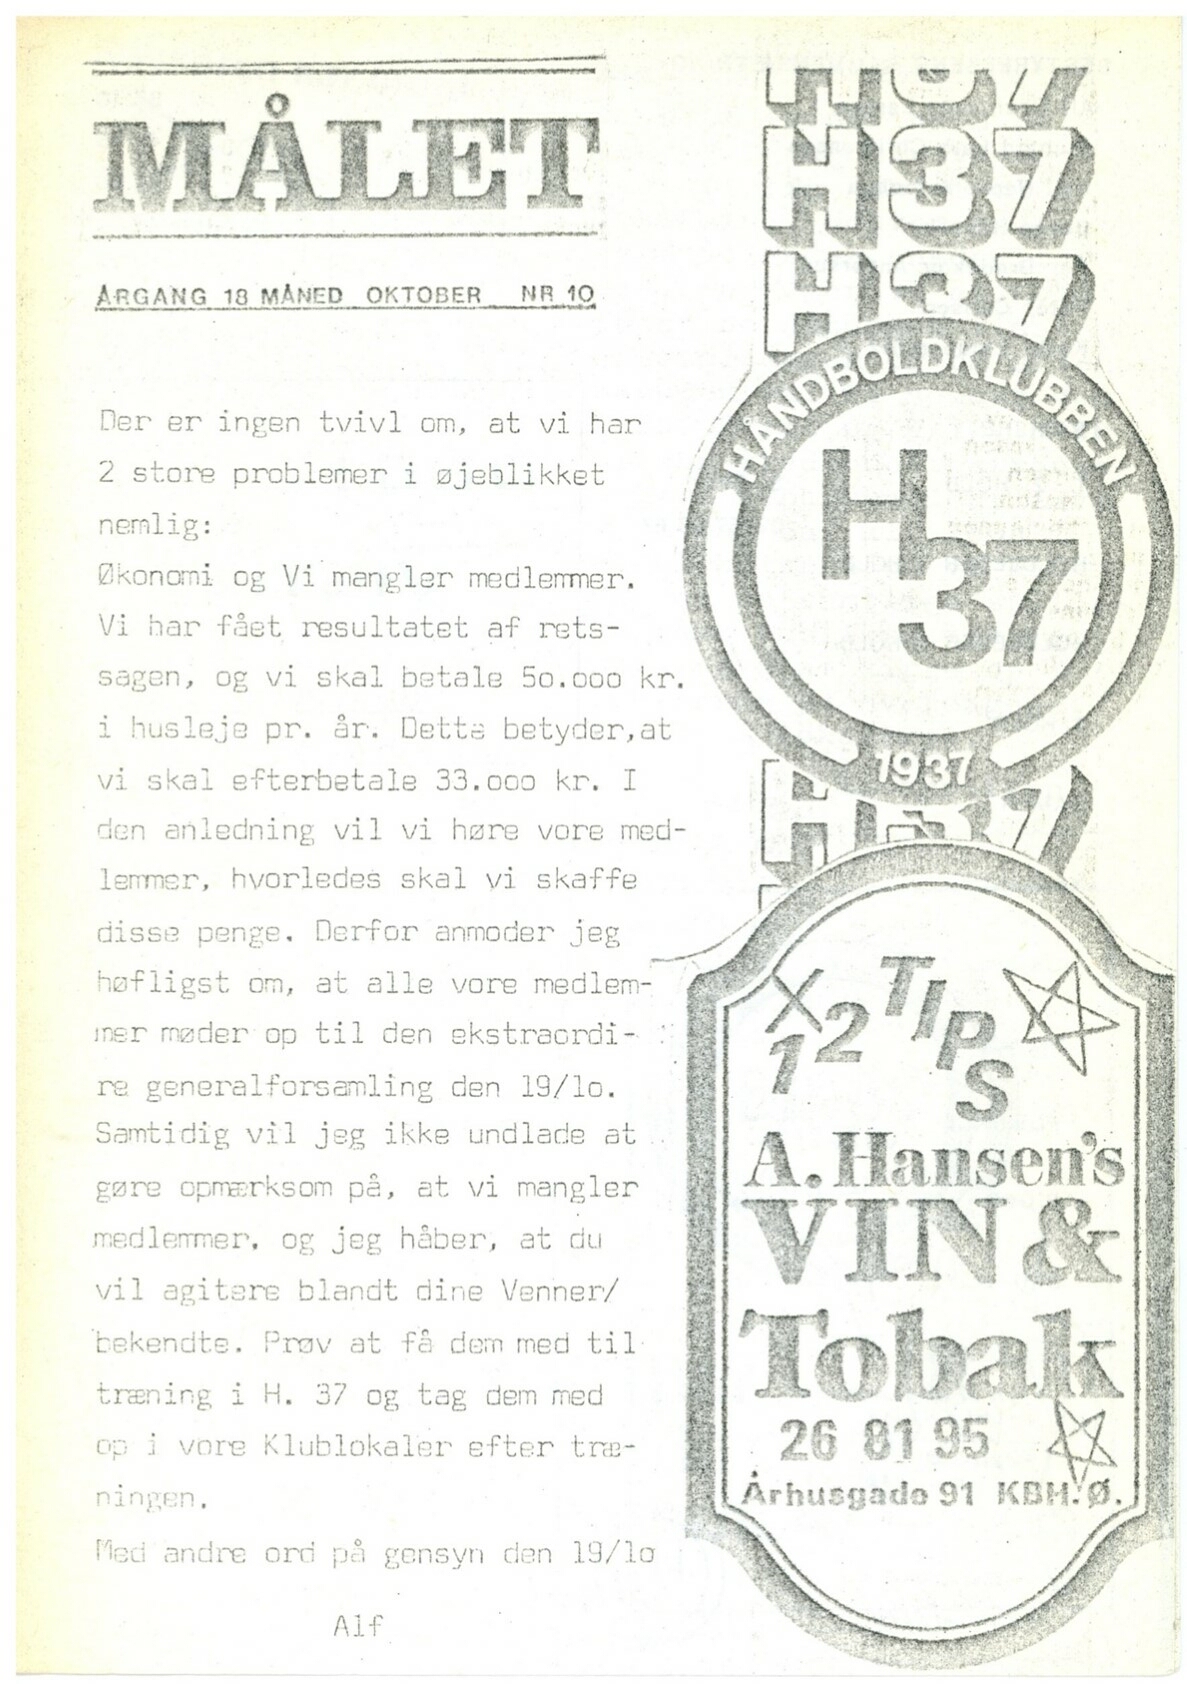 MÅLET
ÅRGANG 18 MÅNED OKTOBER NR 10
Der er ingen tvivl om, at vi har
2 store problemer i øjeblikket
nemlig:
Økonomi og Vi mangler medlemmer.
Vi har fået resultatet af rets-
sagen, og vi skal betale 5o.ooo kr.
i husleje pr. år. Dette betyder,at
vi skal efterbetale 33.ooo kr. I
den anledning vil vi høre vore med-
lemmer, hvorledes skal vi skaffe
disse penge. Derfor anmoder jeg
høfligst om, at alle vore medlem-
mer møder op til den ekstraordi-
re generalforsamling den 19/lo.
Samtidig vil jeg ikke undlade at
gøre opmærksom på, at vi mangler
medlemmer. og jeg håber, at du
vil agitere blandt dine Venner/
bekendte. Prøv at få dem med til
træning i H. 37 og tag dem med
op i vore Klublokaler efter træ-
ningen.
Med andre ord på gensyn den 19/lo
Alf
H37
H37
H37
HÅNDBOLDKLUBBEN
H37
1937
H37
X12 TIPS
A. Hansen's
VIN &
Tobak
26 81 95
Århusgade 91 KBH. Ø.